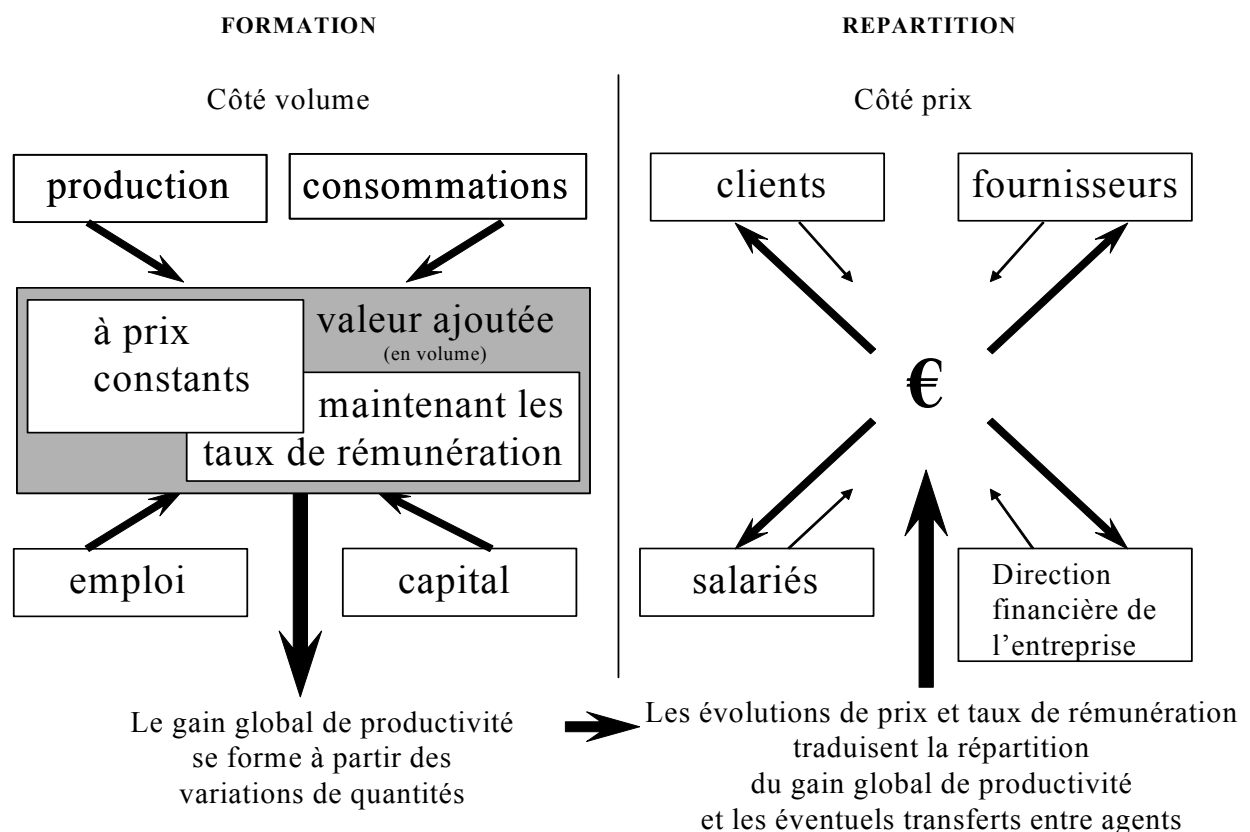 FORMATION
Côté volume
production
consommations
à prix
constants
valeur ajoutée
(en volume)
maintenant les
taux de rémunération
emploi
capital
Le gain global de productivité
se forme à partir des
variations de quantités
REPARTITION
Côté prix
clients
fournisseurs
€
salariés
Direction
financière de
l’entreprise
Les évolutions de prix et taux de rémunération
traduisent la répartition
du gain global de productivité
et les éventuels transferts entre agents